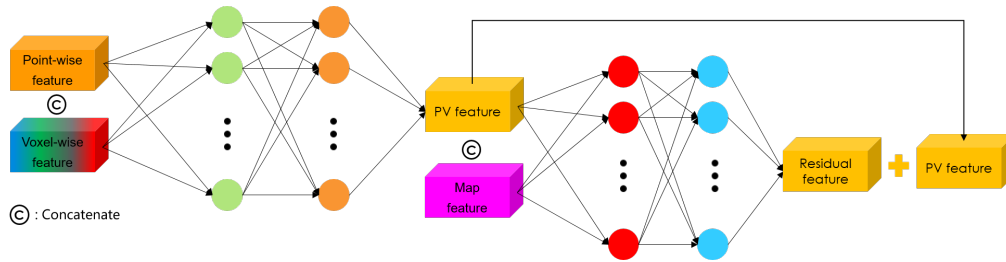 Point-wise
feature
©
Voxel-wise
feature
© : Concatenate
PV feature
©
Map
feature
Residual
feature
PV feature